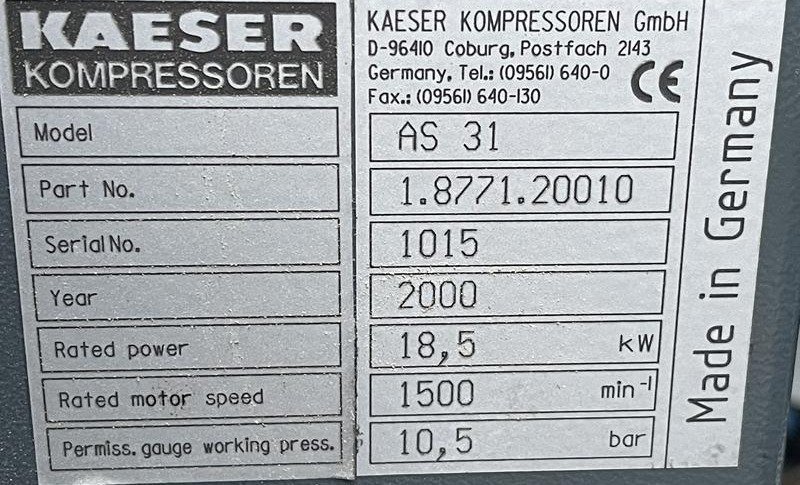 KAESER
KOMPRESSOREN
KAESER KOMPRESSOREN GmbH
D-96410 Coburg, Postfach 2143
Germany, Tel.: (09561) 640-0
Fax.: (09561) 640-130
CE
Model AS 31
Part No. 1.8771.20010
Serial No. 1015
Year 2000
Rated power 18,5 kW
Rated motor speed 1500 min⁻¹
Permiss. gauge working press. 10,5 bar
Made in Germany